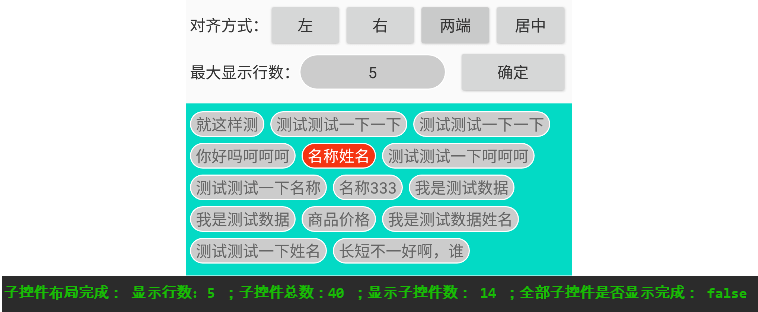 对齐方式： 左 右 两端 居中
最大显示行数： 5 确定
就这样测 测试测试一下一下 测试测试一下一下
你好吗呵呵呵 名称姓名 测试测试一下呵呵呵
测试测试一下名称 名称333 我是测试数据
我是测试数据 商品价格 我是测试数据姓名
测试测试一下姓名 长短不一好啊，谁
子控件布局完成： 显示行数：5 ；子控件总数：40 ；显示子控件数： 14 ；全部子控件是否显示完成： false